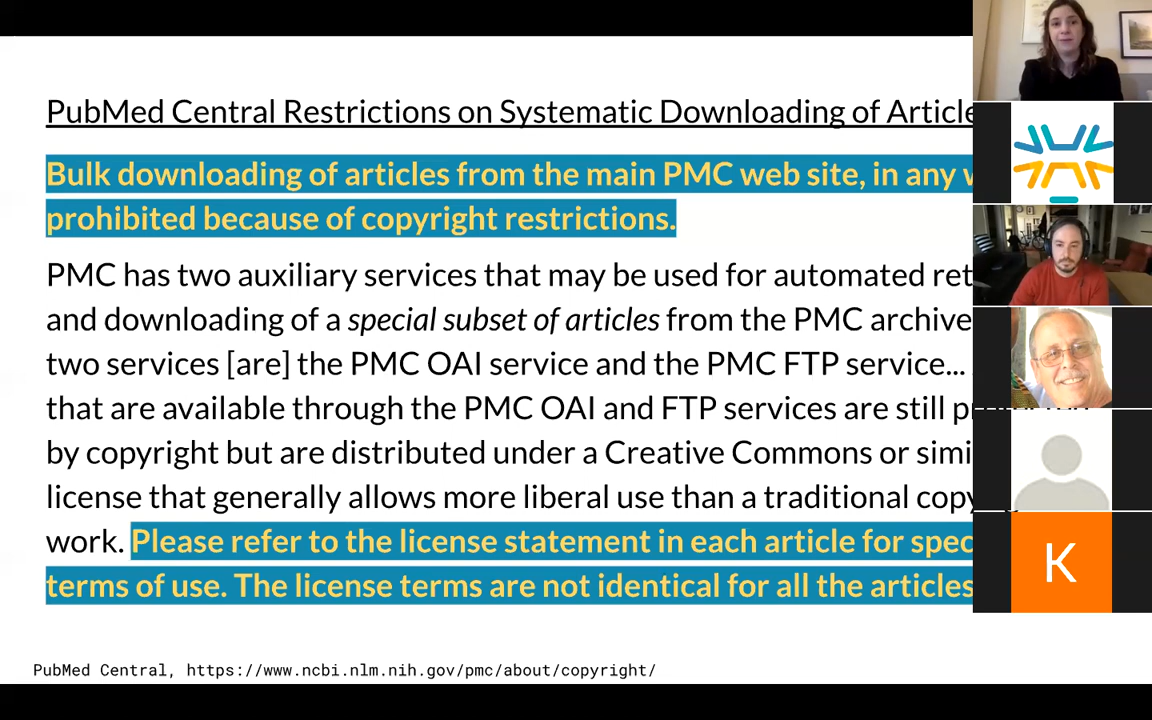 PubMed Central Restrictions on Systematic Downloading of Article
Bulk downloading of articles from the main PMC web site, in any
prohibited because of copyright restrictions.
PMC has two auxiliary services that may be used for automated ret
and downloading of a special subset of articles from the PMC archive
two services [are] the PMC OAI service and the PMC FTP service...
that are available through the PMC OAI and FTP services are still
by copyright but are distributed under a Creative Commons or simi
license that generally allows more liberal use than a traditional copy
work. Please refer to the license statement in each article for spec
terms of use. The license terms are not identical for all the articles
PubMed Central, https://www.ncbi.nlm.nih.gov/pmc/about/copyright/
K